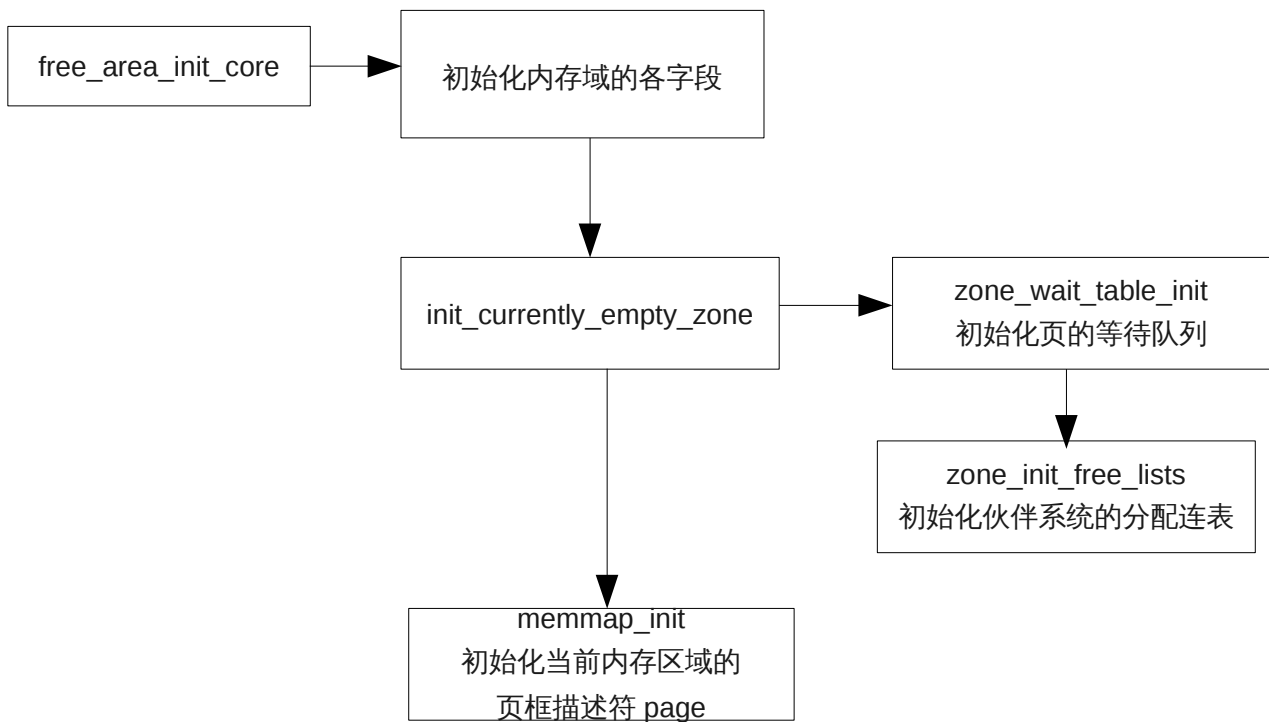 free_area_init_core
初始化内存域的各字段
init_currently_empty_zone
zone_wait_table_init
初始化页的等待队列
zone_init_free_lists
初始化伙伴系统的分配连表
memmap_init
初始化当前内存区域的
页框描述符 page